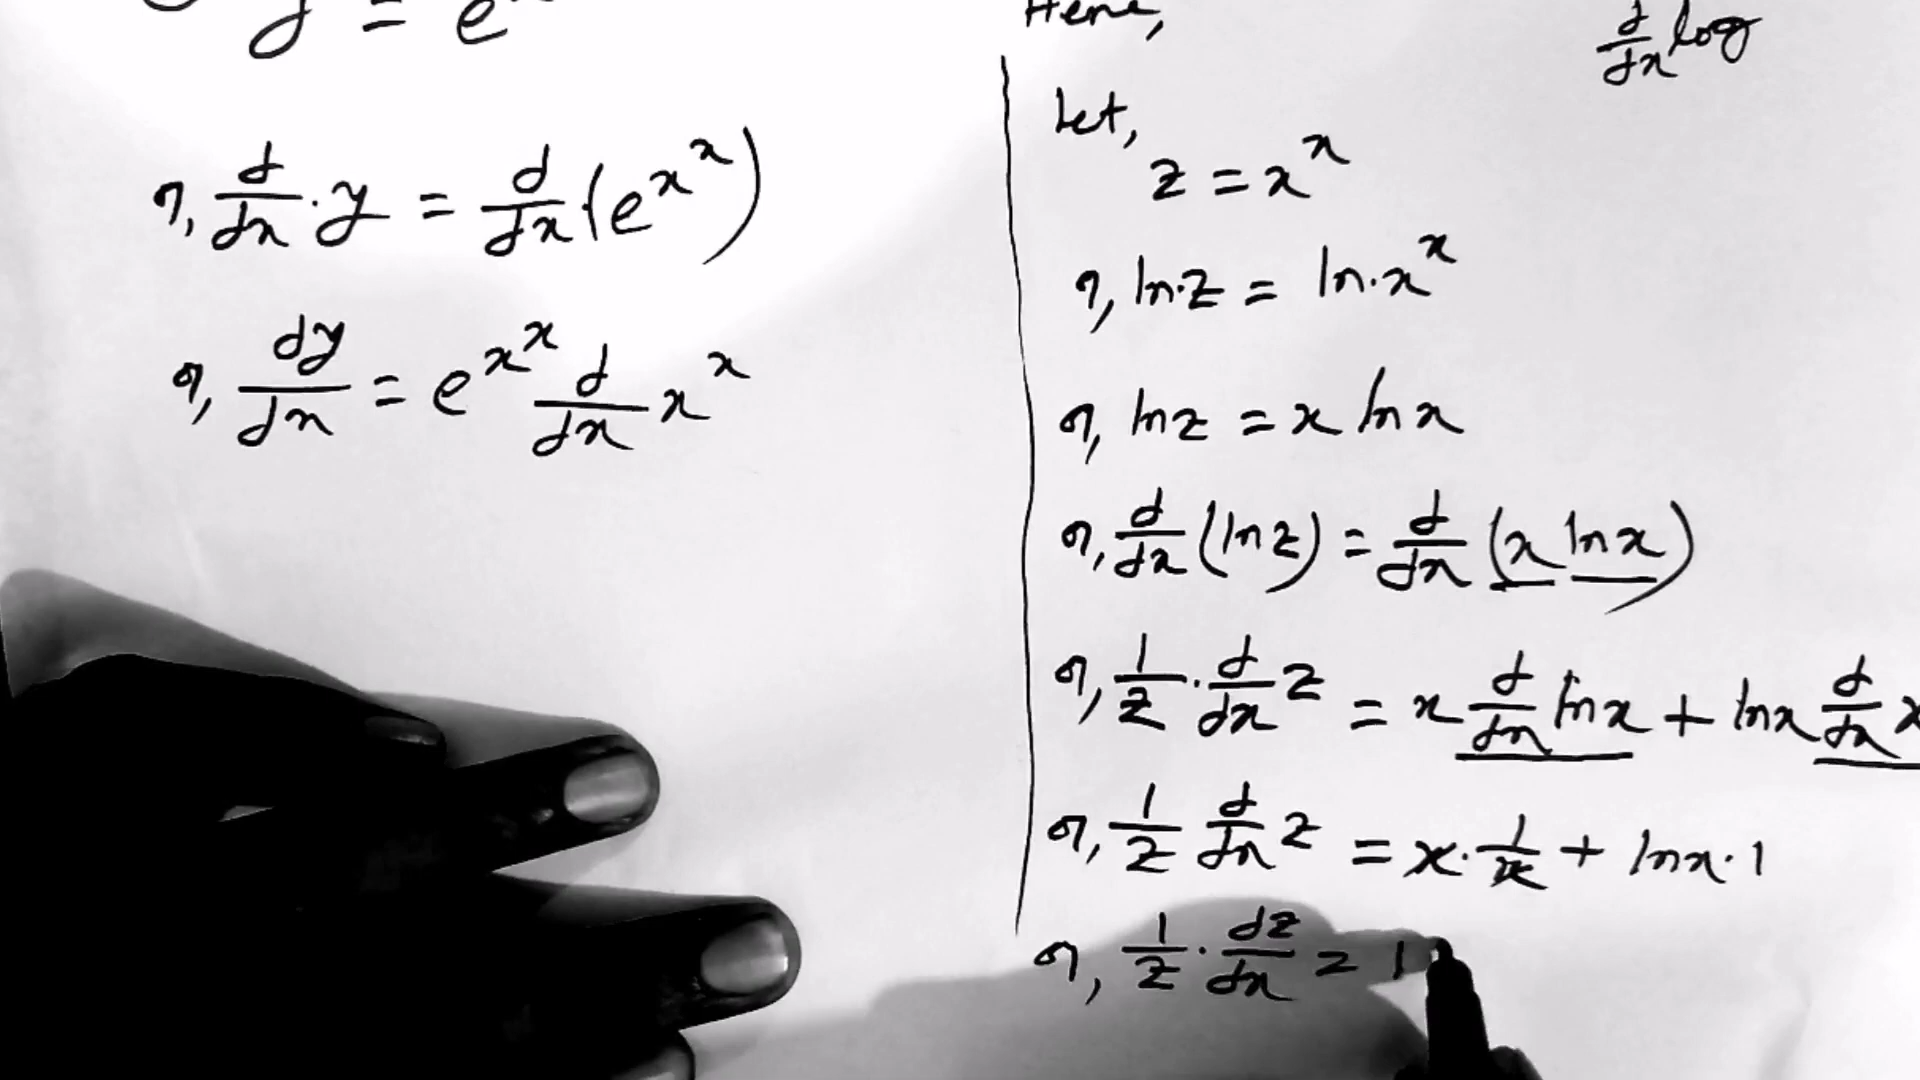 y = e^x
or, d/dx · y = d/dx (e^{x^x})
or, dy/dx = e^{x^x} d/dx x^x
Here,
d/dx log
Let,
z = x^x
or, ln·z = ln·x^x
or, ln z = x ln x
or, d/dx (ln z) = d/dx (x ln x)
or, 1/z · d/dx z = x d/dx ln x + ln x d/dx x
or, 1/z d/dx z = x · 1/x + ln x · 1
or, 1/z · dz/dx = 1